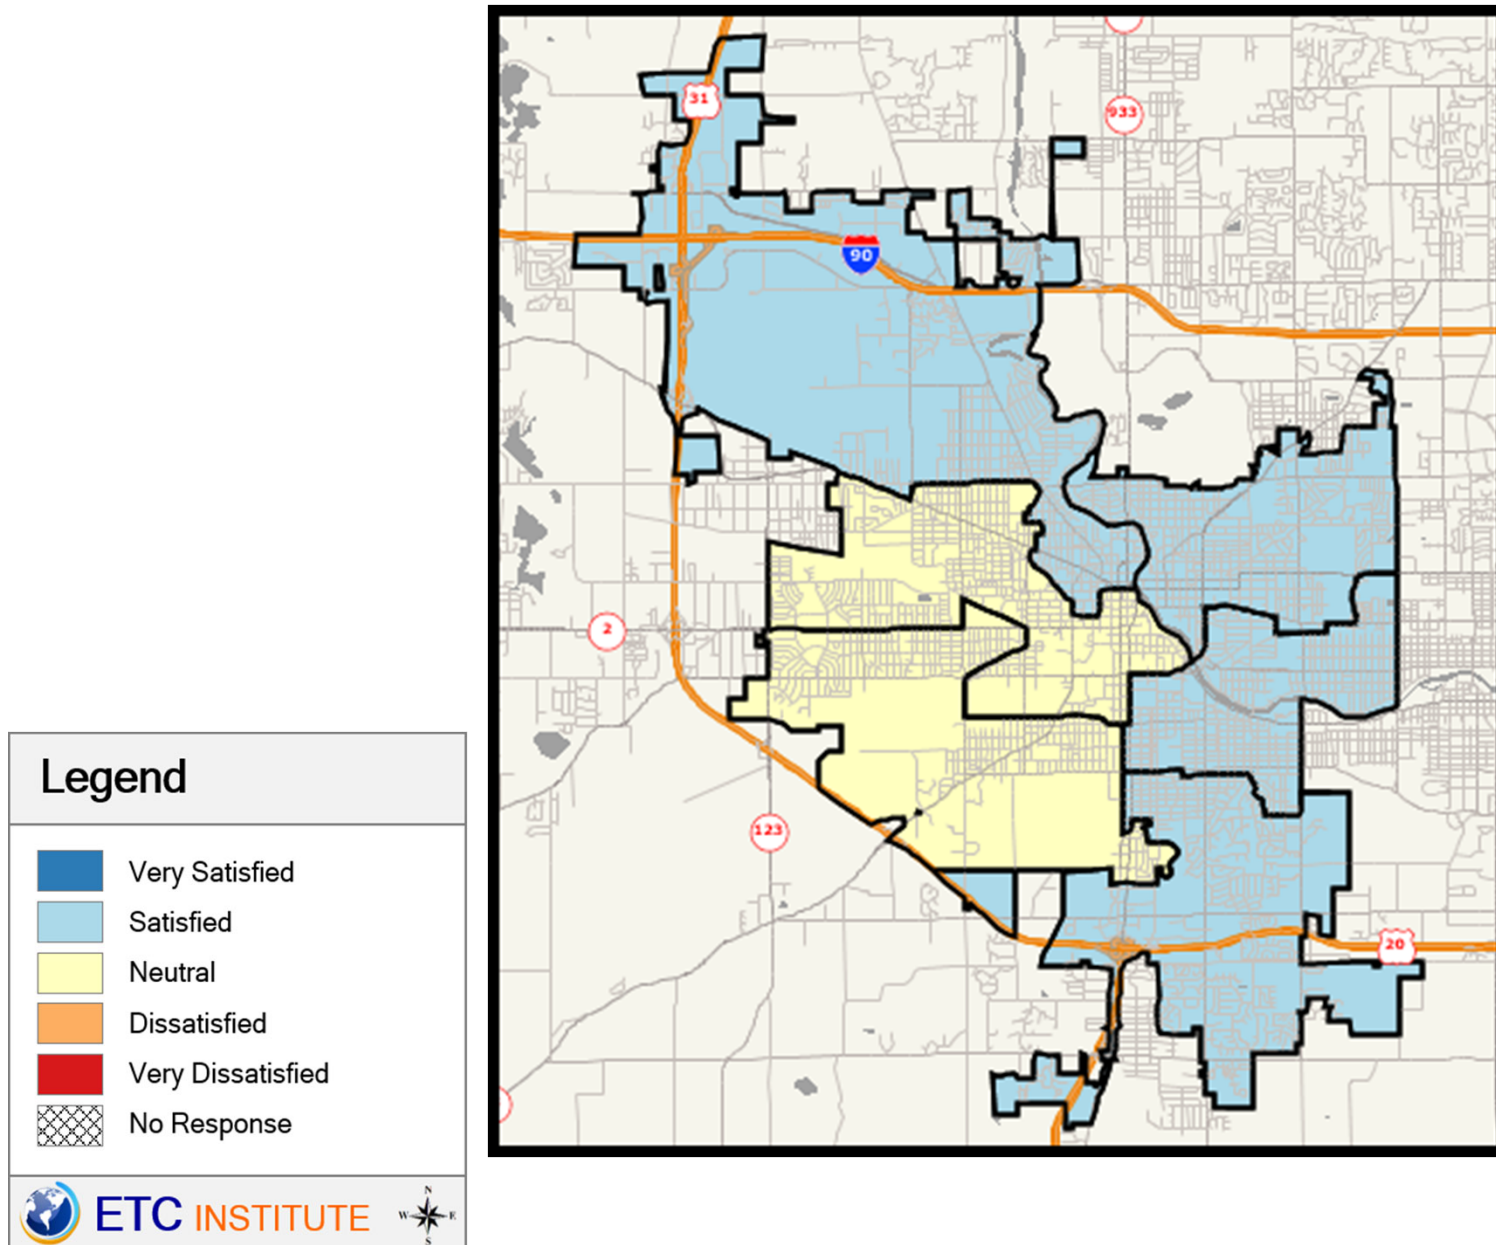 31
933
90
2
123
20
Legend
Very Satisfied
Satisfied
Neutral
Dissatisfied
Very Dissatisfied
No Response
ETC INSTITUTE
N
W E
S